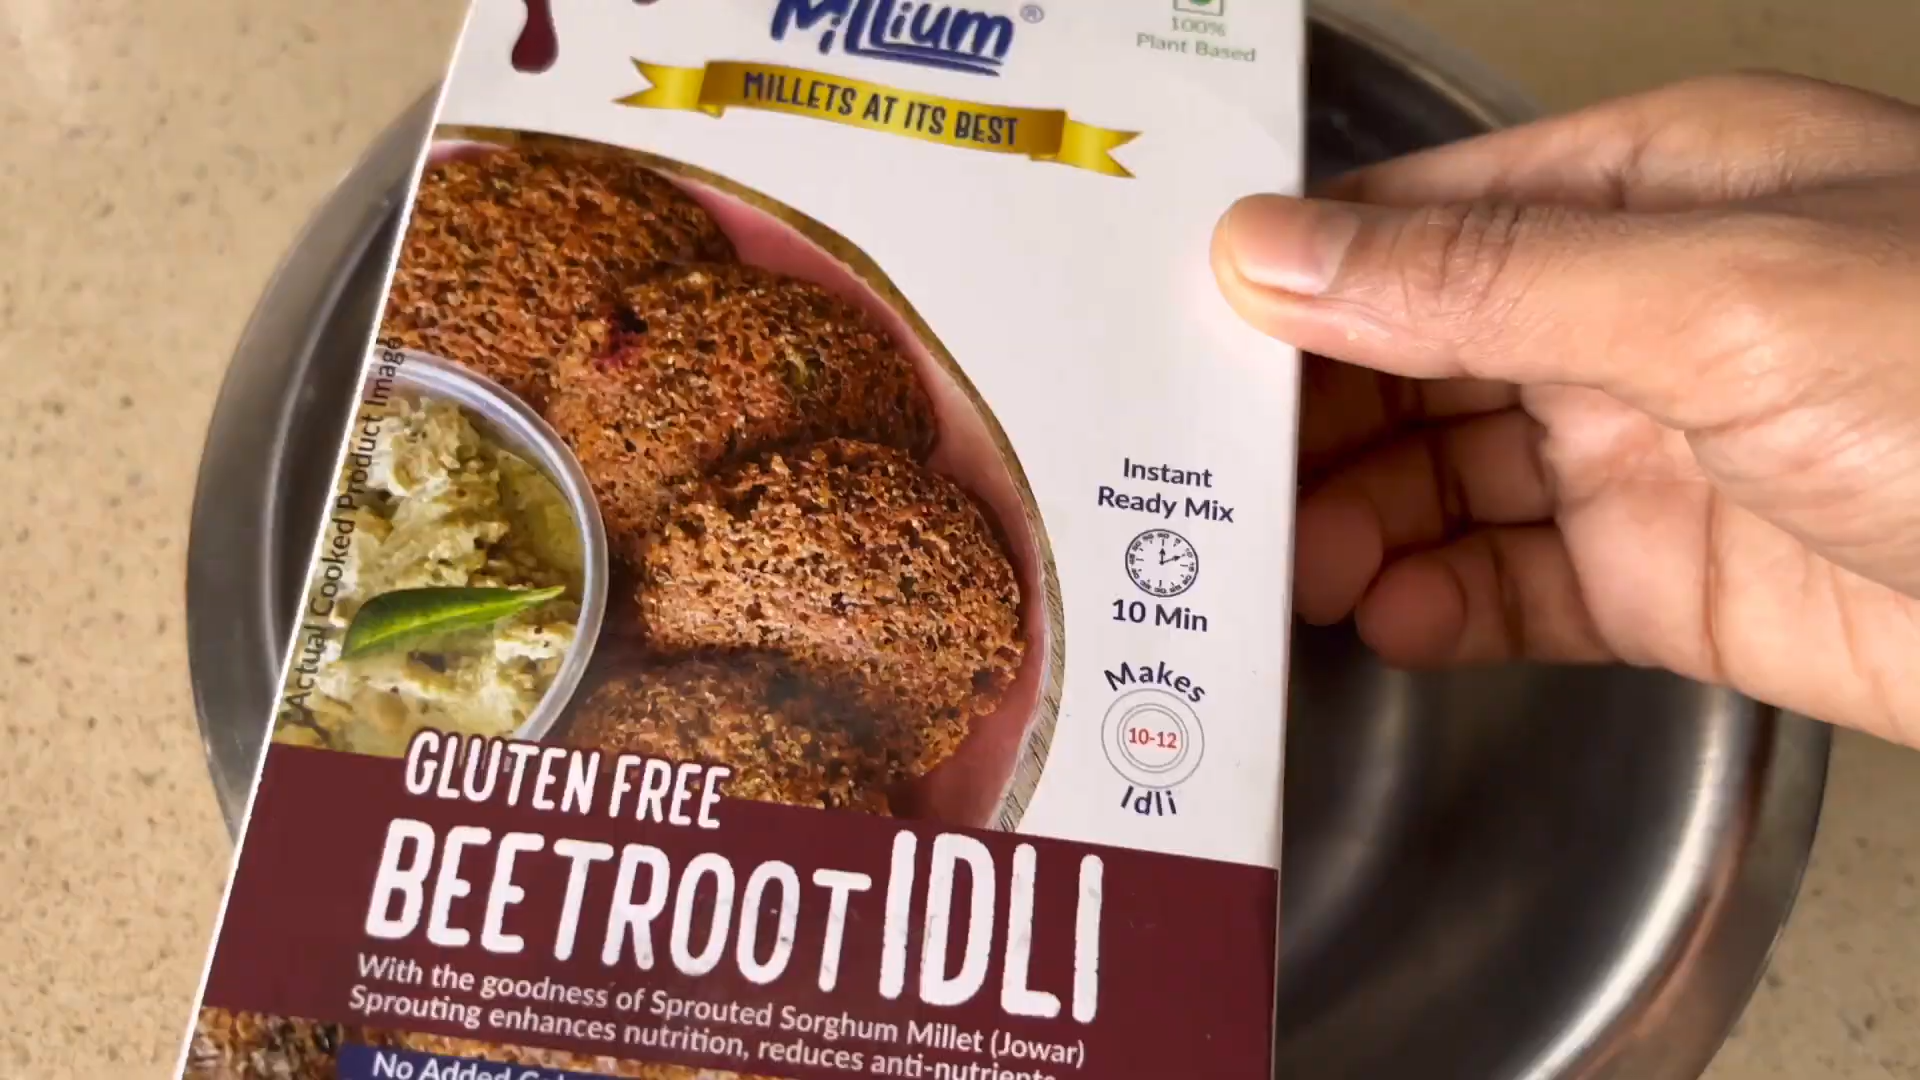 Millium®
100%
Plant Based
MILLETS AT ITS BEST
Actual Cooked Product Image
Instant
Ready Mix
10 Min
Makes
10-12
Idli
GLUTEN FREE
BEETROOT IDLI
With the goodness of Sprouted Sorghum Millet (Jowar)
Sprouting enhances nutrition, reduces anti-nutrients
No Added